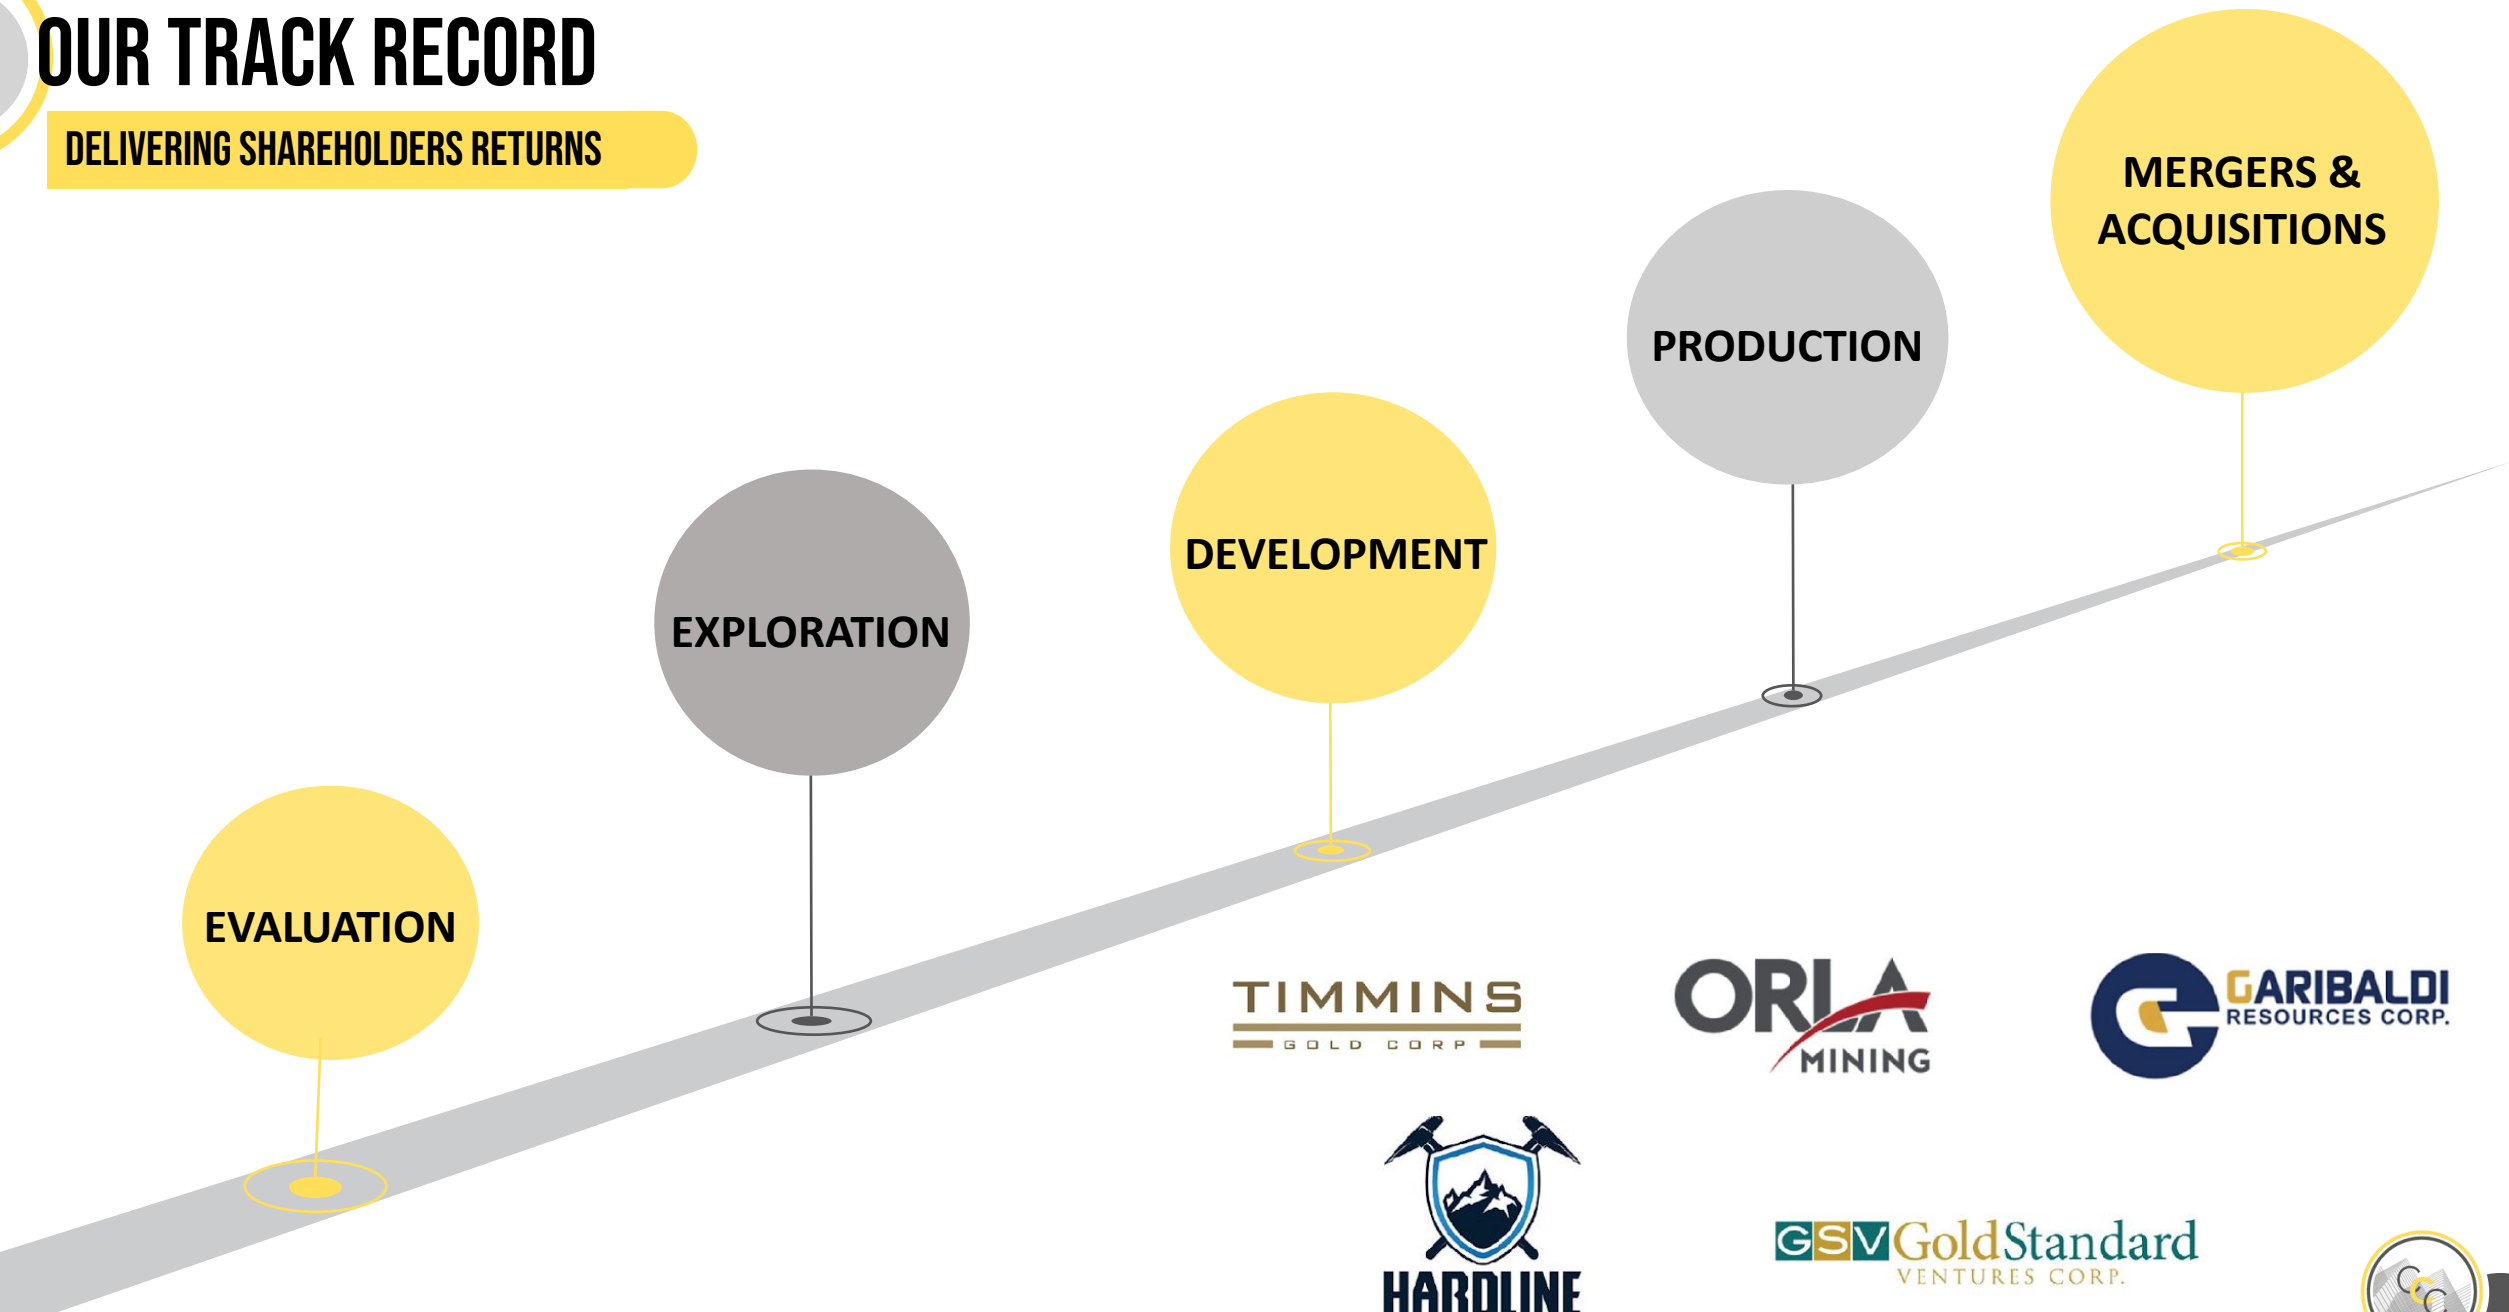 OUR TRACK RECORD
DELIVERING SHAREHOLDERS RETURNS
MERGERS &
ACQUISITIONS
PRODUCTION
DEVELOPMENT
EXPLORATION
EVALUATION
TIMMINS
GOLD CORP
ORLA
MINING
GARIBALDI
RESOURCES CORP.
HARDLINE
GSV GoldStandard
VENTURES CORP.
CCC